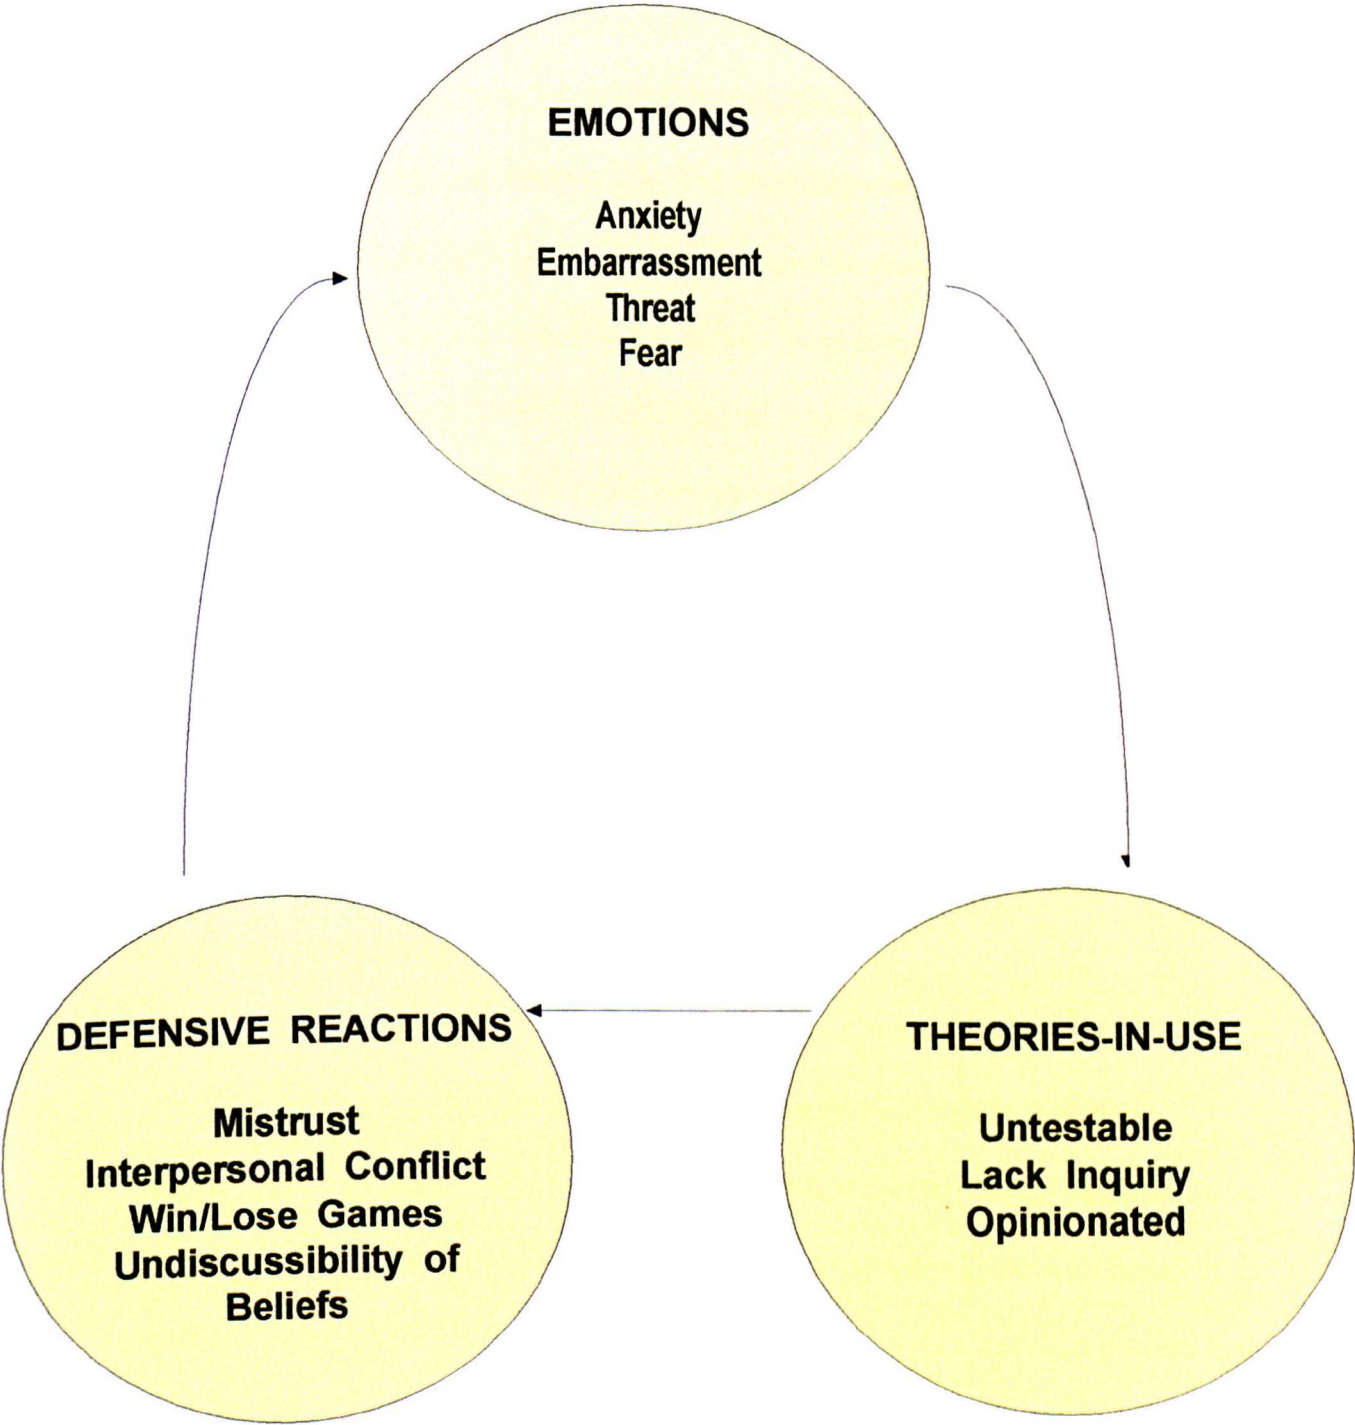 EMOTIONS
Anxiety
Embarrassment
Threat
Fear
DEFENSIVE REACTIONS
Mistrust
Interpersonal Conflict
Win/Lose Games
Undiscussibility of
Beliefs
THEORIES-IN-USE
Untestable
Lack Inquiry
Opinionated